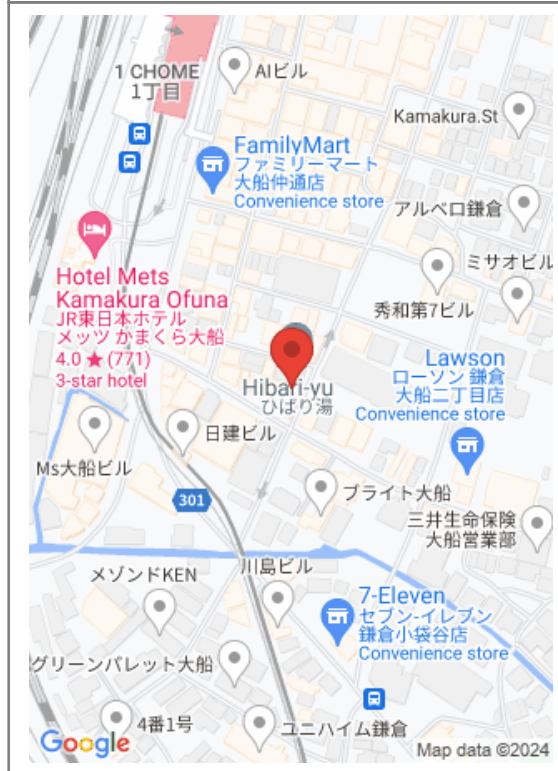 1 CHOME
1丁目
AIビル
Kamakura.St
FamilyMart
ファミリーマート
大船仲通店
Convenience store
アルベロ鎌倉
ミサオビル
Hotel Mets
Kamakura Ofuna
JR東日本ホテル
メッツ かまくら大船
4.0 ★ (771)
3-star hotel
秀和第7ビル
Lawson
ローソン 鎌倉
大船二丁目店
Convenience store
Hibari-yu
ひばり湯
日建ビル
Ms大船ビル
301
ブライト大船
三井生命保険
大船営業部
メゾンドKEN
川島ビル
7-Eleven
セブン-イレブン
鎌倉小袋谷店
Convenience store
グリーンパレット大船
4番1号
ユニハイム鎌倉
Google
Map data ©2024